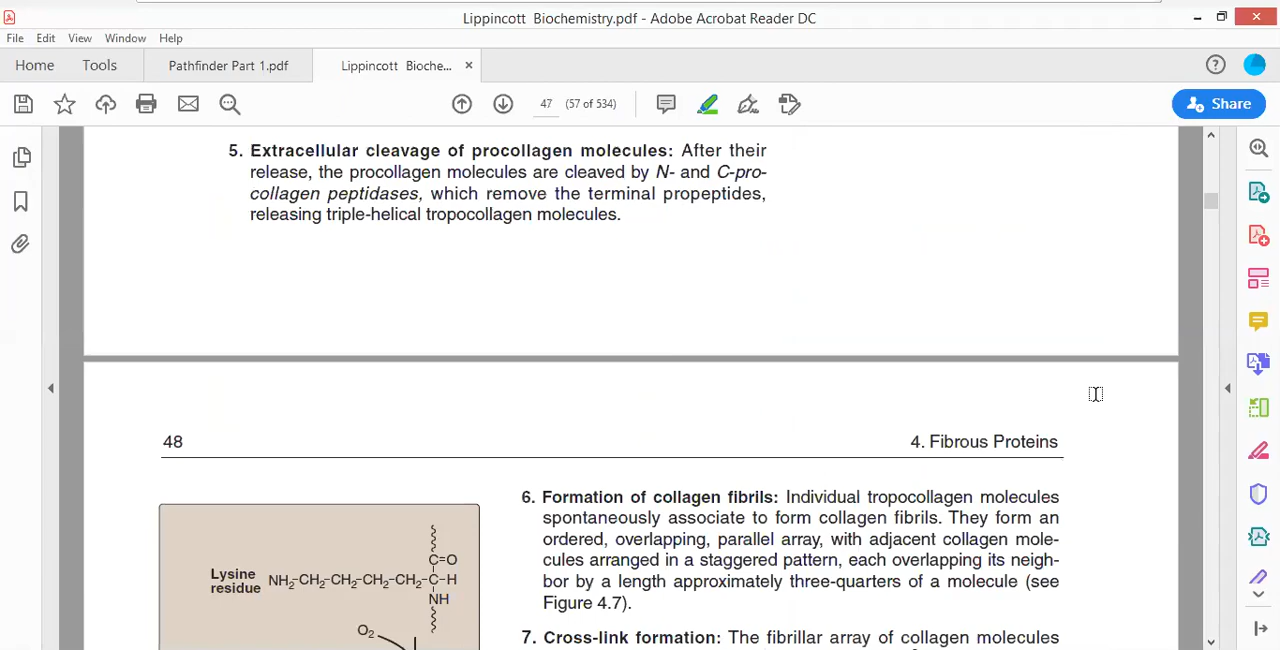 Lippincott Biochemistry.pdf - Adobe Acrobat Reader DC
File Edit View Window Help
Home Tools Pathfinder Part 1.pdf Lippincott Bioche... ×
47 (57 of 534) Share
5. Extracellular cleavage of procollagen molecules: After their
release, the procollagen molecules are cleaved by N- and C-pro-
collagen peptidases, which remove the terminal propeptides,
releasing triple-helical tropocollagen molecules.
48 4. Fibrous Proteins
6. Formation of collagen fibrils: Individual tropocollagen molecules
spontaneously associate to form collagen fibrils. They form an
ordered, overlapping, parallel array, with adjacent collagen mole-
cules arranged in a staggered pattern, each overlapping its neigh-
bor by a length approximately three-quarters of a molecule (see
Figure 4.7).
7. Cross-link formation: The fibrillar array of collagen molecules
C=O
Lysine
residue
NH2-CH2-CH2-CH2-CH2-C-H
NH
O2